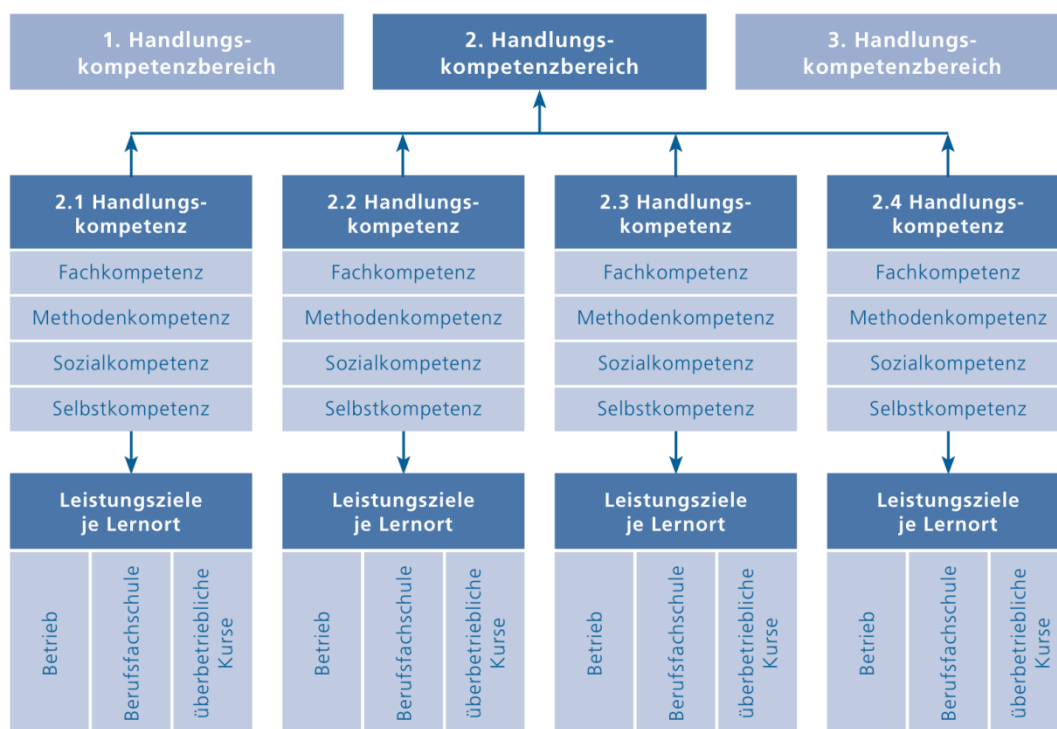 1. Handlungs-
kompetenzbereich
2. Handlungs-
kompetenzbereich
3. Handlungs-
kompetenzbereich
2.1 Handlungs-
kompetenz
Fachkompetenz
Methodenkompetenz
Sozialkompetenz
Selbstkompetenz
Leistungsziele
je Lernort
Betrieb
Berufsfachschule
überbetriebliche
Kurse
2.2 Handlungs-
kompetenz
Fachkompetenz
Methodenkompetenz
Sozialkompetenz
Selbstkompetenz
Leistungsziele
je Lernort
Betrieb
Berufsfachschule
überbetriebliche
Kurse
2.3 Handlungs-
kompetenz
Fachkompetenz
Methodenkompetenz
Sozialkompetenz
Selbstkompetenz
Leistungsziele
je Lernort
Betrieb
Berufsfachschule
überbetriebliche
Kurse
2.4 Handlungs-
kompetenz
Fachkompetenz
Methodenkompetenz
Sozialkompetenz
Selbstkompetenz
Leistungsziele
je Lernort
Betrieb
Berufsfachschule
überbetriebliche
Kurse